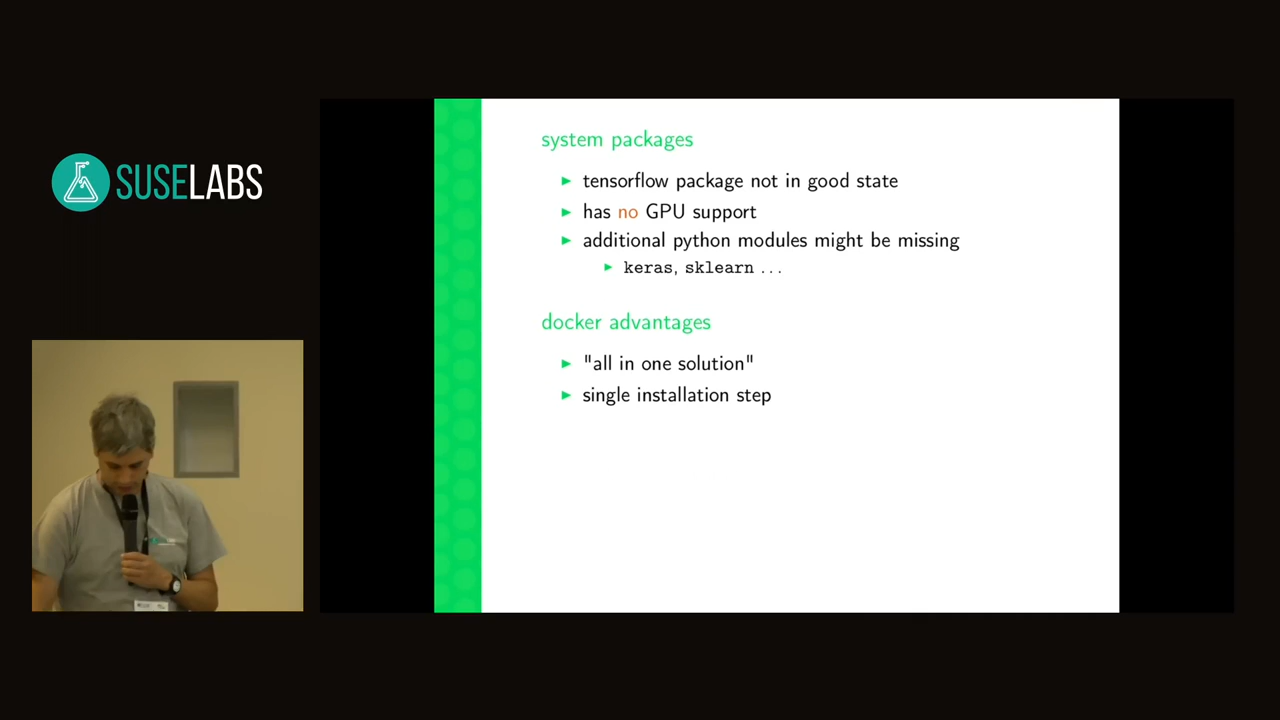 SUSELABS
system packages
▶ tensorflow package not in good state
▶ has no GPU support
▶ additional python modules might be missing
▶ keras, sklearn ...
docker advantages
▶ "all in one solution"
▶ single installation step